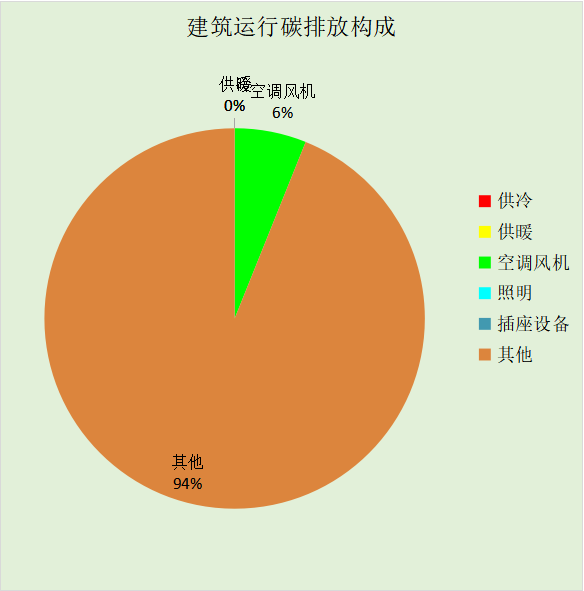 建筑运行碳排放构成
供暖
0%
空调风机
6%
其他
94%
供冷
供暖
空调风机
照明
插座设备
其他